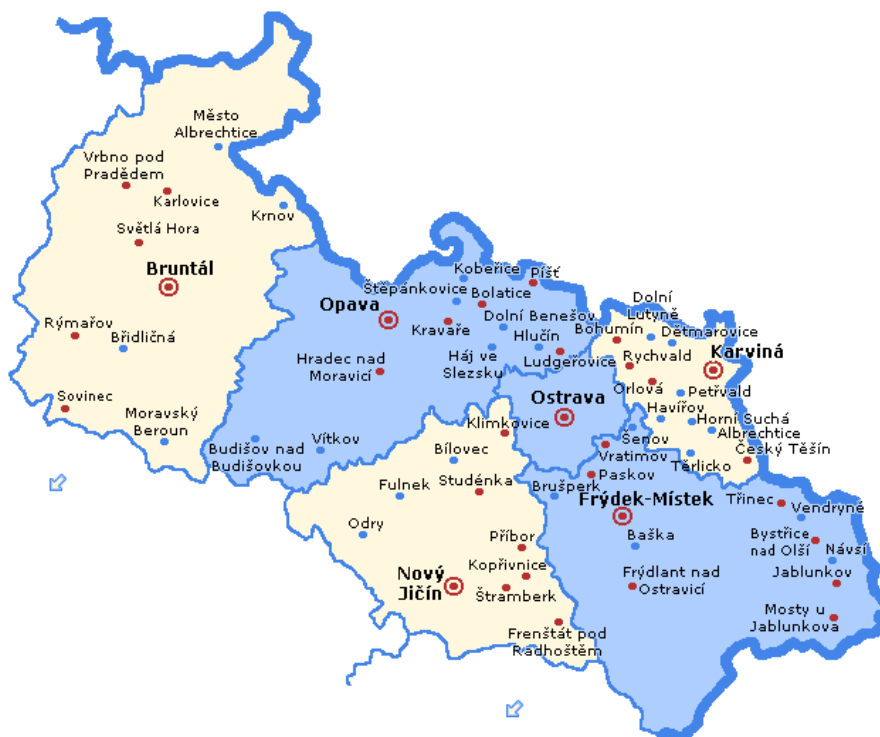 Město
Albrechtice
Vrbno pod
Pradědem
Karlovice
Krnov
Světlá Hora
Bruntál
Rýmařov
Břidličná
Sovinec
Moravský
Beroun
Kobeřice
Píšť
Štěpánkovice
Bolatice
Opava
Dolní Benešov
Kravaře
Hlučín
Háj ve
Slezsku
Ludgeřovice
Hradec nad
Moravicí
Budišov nad
Budišovkou
Vítkov
Dolní
Lutyně
Bohumín
Dětmarovice
Rychvald
Karviná
Orlová
Petřvald
Havířov
Horní Suchá
Albrechtice
Český Těšín
Těrlicko
Ostrava
Klimkovice
Šenov
Vratimov
Paskov
Bílovec
Studénka
Fulnek
Odry
Příbor
Kopřivnice
Nový
Jičín
Štramberk
Frenštát pod
Radhoštěm
Brušperk
Frýdek-Místek
Baška
Frýdlant nad
Ostravicí
Třinec
Vendryně
Bystřice
nad Olší
Návsí
Jablunkov
Mosty u
Jablunkova